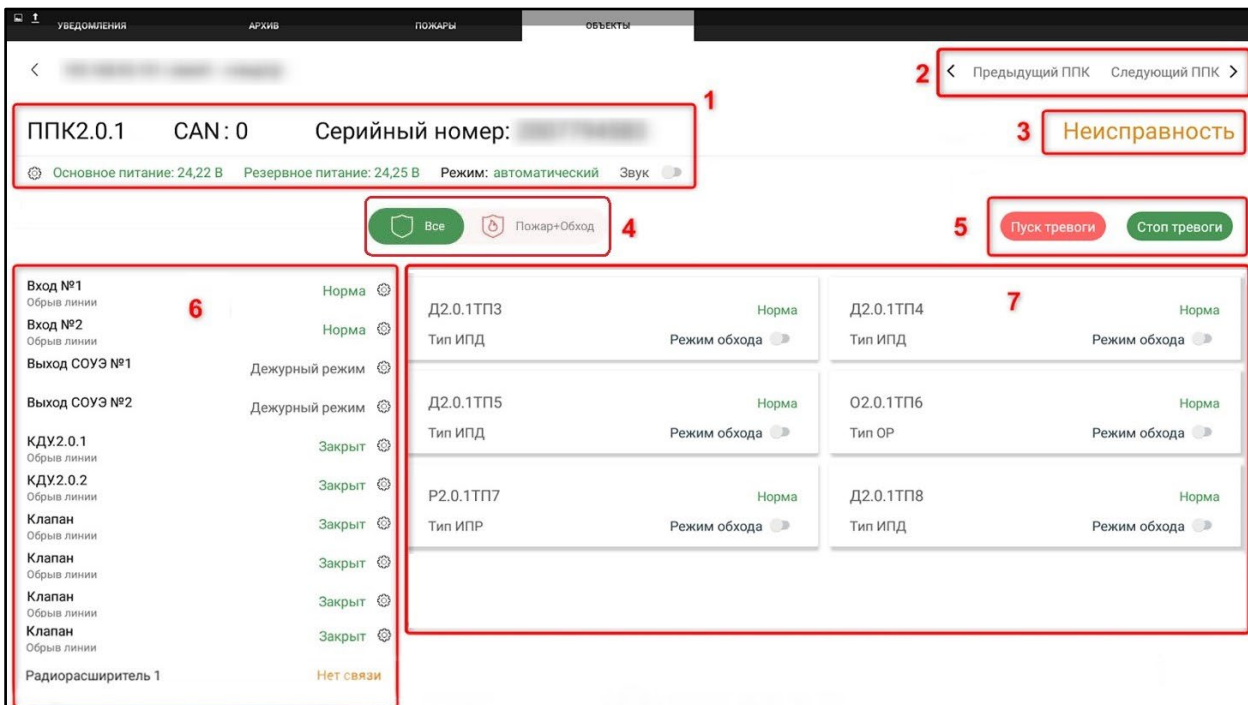 УВЕДОМЛЕНИЯ АРХИВ ПОЖАРЫ ОБЪЕКТЫ
2 Предыдущий ППК Следующий ППК
1
ППК2.0.1 CAN: 0 Серийный номер:
3 Неисправность
Основное питание: 24,22 В Резервное питание: 24,25 В Режим: автоматический Звук
Все Пожар+Обход 4
5 Пуск тревоги Стоп тревоги
6
Вход №1 Норма
Обрыв линии
Вход №2 Норма
Обрыв линии
Выход СОУЭ №1 Дежурный режим
Выход СОУЭ №2 Дежурный режим
КДУ.2.0.1 Закрыт
Обрыв линии
КДУ.2.0.2 Закрыт
Обрыв линии
Клапан Закрыт
Обрыв линии
Клапан Закрыт
Обрыв линии
Клапан Закрыт
Обрыв линии
Клапан Закрыт
Обрыв линии
Радиорасширитель 1 Нет связи
7
Д2.0.1ТП3 Норма
Тип ИПД Режим обхода
Д2.0.1ТП4 Норма
Тип ИПД Режим обхода
Д2.0.1ТП5 Норма
Тип ИПД Режим обхода
О2.0.1ТП6 Норма
Тип ОР Режим обхода
Р2.0.1ТП7 Норма
Тип ИПР Режим обхода
Д2.0.1ТП8 Норма
Тип ИПД Режим обхода